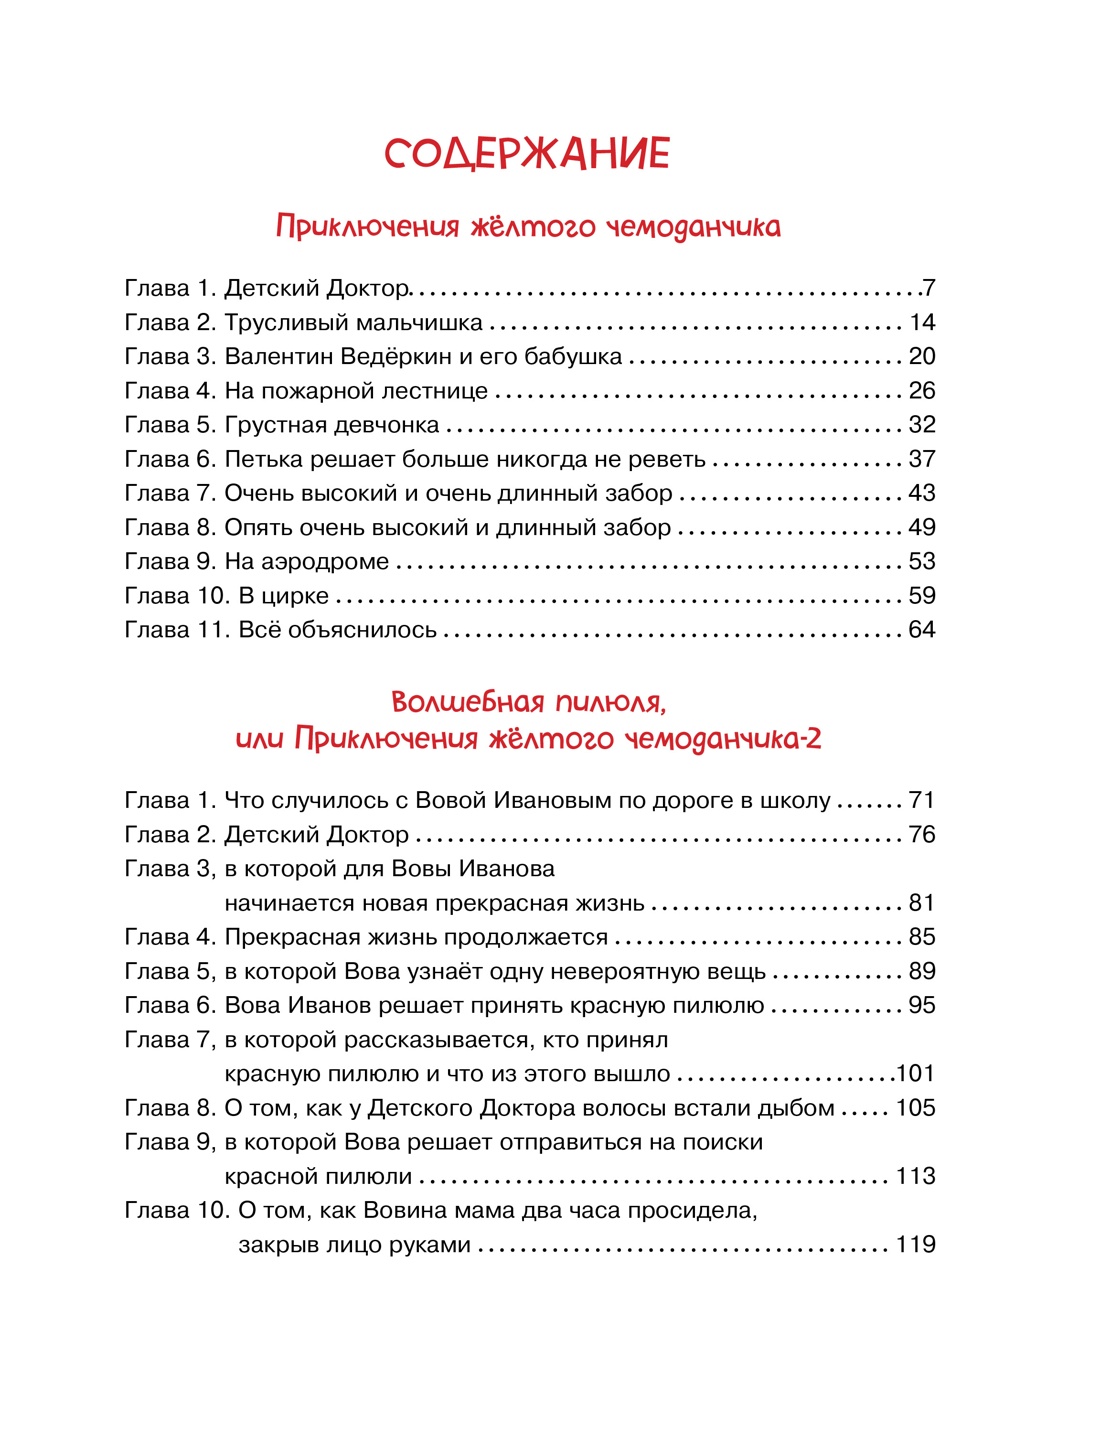 СОДЕРЖАНИЕ
Приключения жёлтого чемоданчика
Глава 1. Детский Доктор.......................................7
Глава 2. Трусливый мальчишка ....................................... 14
Глава 3. Валентин Ведёркин и его бабушка .......................... 20
Глава 4. На пожарной лестнице ....................................... 26
Глава 5. Грустная девчонка ........................................... 32
Глава 6. Петька решает больше никогда не реветь .................. 37
Глава 7. Очень высокий и очень длинный забор ..................... 43
Глава 8. Опять очень высокий и длинный забор ..................... 49
Глава 9. На аэродроме ................................................ 53
Глава 10. В цирке ...................................................... 59
Глава 11. Всё объяснилось ............................................ 64
Волшебная пилюля,
или Приключения жёлтого чемоданчика-2
Глава 1. Что случилось с Вовой Ивановым по дороге в школу ....... 71
Глава 2. Детский Доктор .............................................. 76
Глава 3, в которой для Вовы Иванова
начинается новая прекрасная жизнь ........................ 81
Глава 4. Прекрасная жизнь продолжается ........................... 85
Глава 5, в которой Вова узнаёт одну невероятную вещь ............ 89
Глава 6. Вова Иванов решает принять красную пилюлю ............. 95
Глава 7, в которой рассказывается, кто принял
красную пилюлю и что из этого вышло .....................101
Глава 8. О том, как у Детского Доктора волосы встали дыбом ..... 105
Глава 9, в которой Вова решает отправиться на поиски
красной пилюли ............................................. 113
Глава 10. О том, как Вовина мама два часа просидела,
закрыв лицо руками ....................................... 119